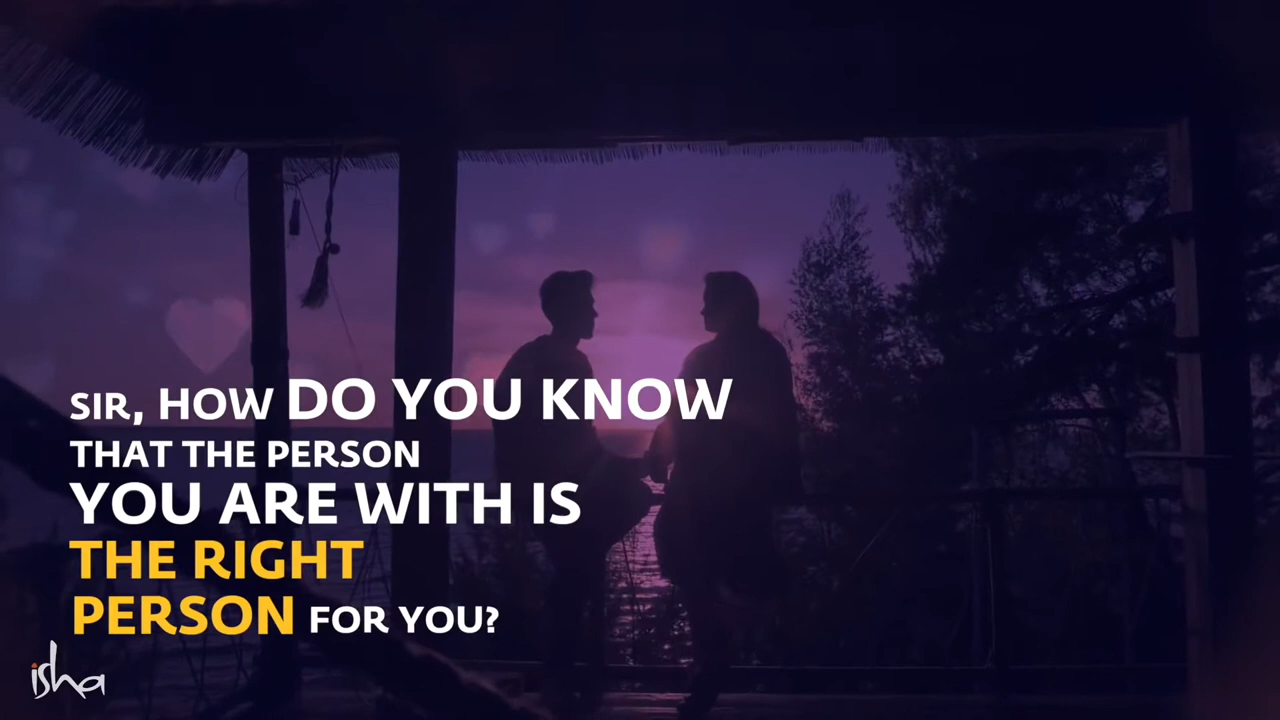 SIR, HOW DO YOU KNOW
THAT THE PERSON
YOU ARE WITH IS
THE RIGHT
PERSON FOR YOU?
isha